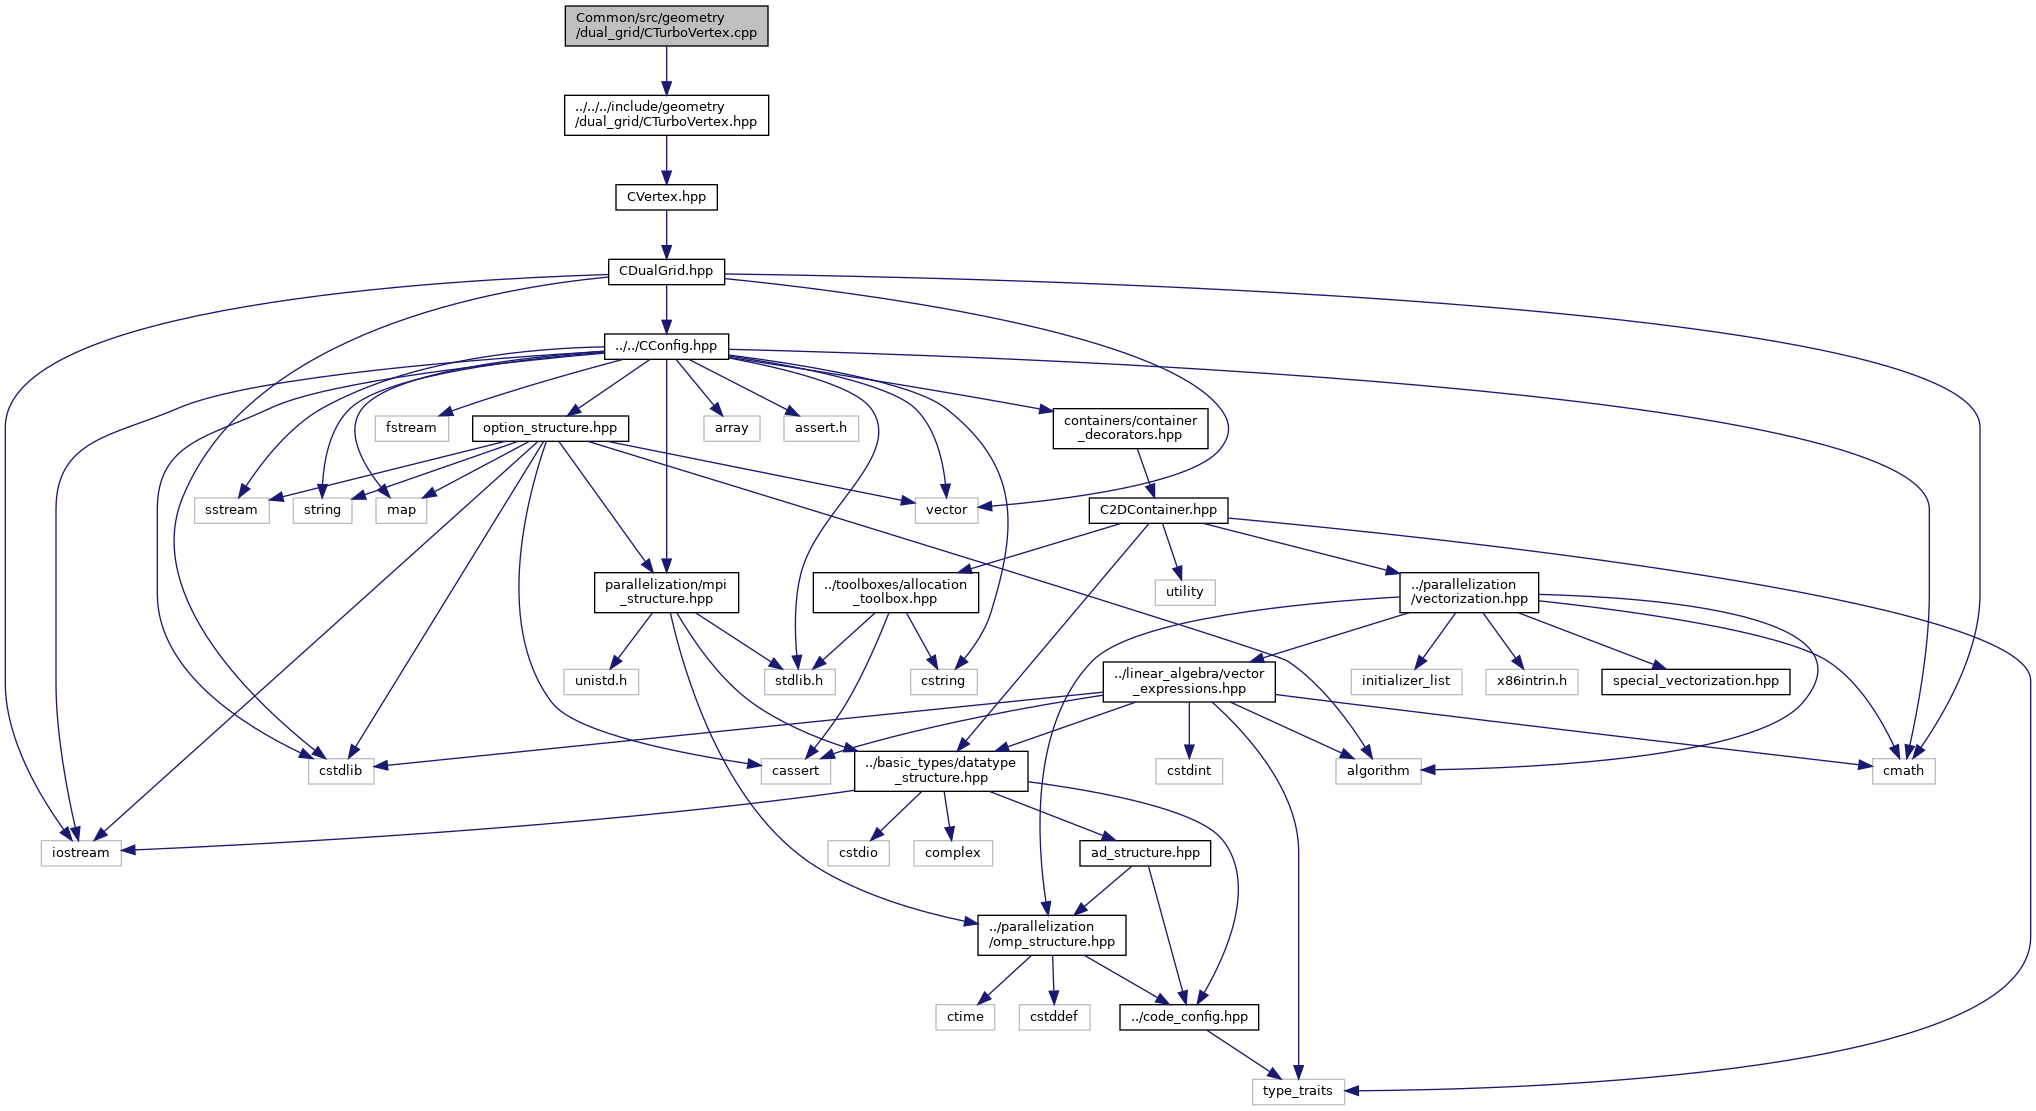 Common/src/geometry
/dual_grid/CTurboVertex.cpp
../../../include/geometry
/dual_grid/CTurboVertex.hpp
CVertex.hpp
CDualGrid.hpp
../../CConfig.hpp
fstream
option_structure.hpp
array
assert.h
containers/container
_decorators.hpp
sstream
string
map
vector
C2DContainer.hpp
parallelization/mpi
_structure.hpp
../toolboxes/allocation
_toolbox.hpp
utility
../parallelization
/vectorization.hpp
unistd.h
stdlib.h
cstring
../linear_algebra/vector
_expressions.hpp
initializer_list
x86intrin.h
special_vectorization.hpp
cstdlib
cassert
../basic_types/datatype
_structure.hpp
cstdint
algorithm
cmath
iostream
cstdio
complex
ad_structure.hpp
../parallelization
/omp_structure.hpp
ctime
cstddef
../code_config.hpp
type_traits